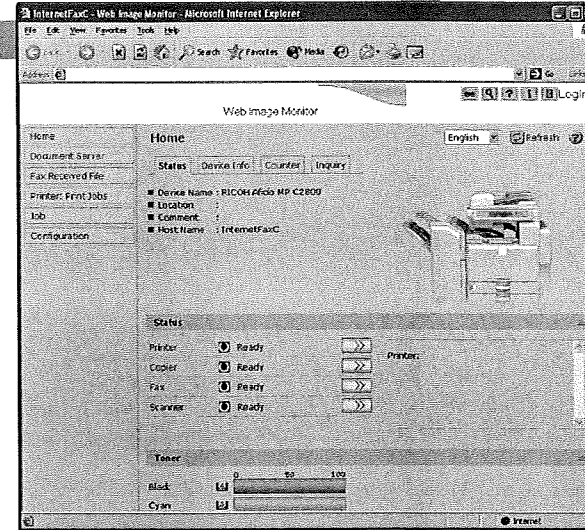 InternetFaxC - Web Image Monitor - Microsoft Internet Explorer
File Edit View Favorites Tools Help
Search Favorites Media
Address Go
Login
Web Image Monitor
Home
Document Server
Fax Received File
Printer: Print Jobs
Job
Configuration
Home English Refresh
Status Device Info Counter Inquiry
Device Name : RICOH Aficio MP C2800
Location :
Comment :
Host Name : InternetFaxC
Status
Printer Ready
Copier Ready
Fax Ready
Scanner Ready
Printer:
Toner
0 50 100
Black
Cyan
Internet